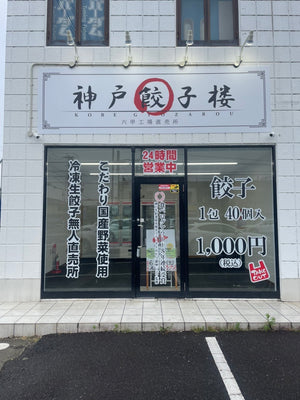 神戸餃子楼
KOBE GYOZAROU
六甲工場直売所
24時間
営業中
冷凍生餃子無人直売所
こだわり国産野菜使用
餃子
1包 40個入
1,000円
(税込)